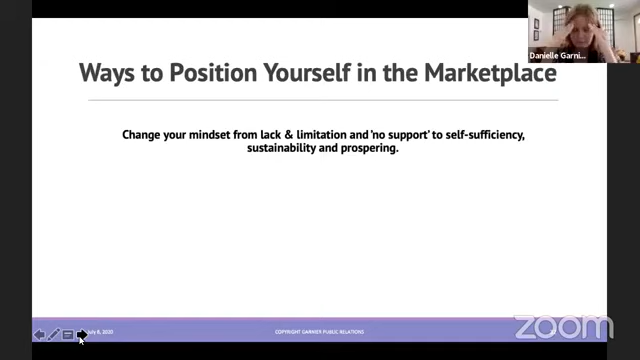 Danielle Garni...
Ways to Position Yourself in the Marketplace
Change your mindset from lack & limitation and 'no support' to self-sufficiency,
sustainability and prospering.
July 8, 2020
COPYRIGHT GARNIER PUBLIC RELATIONS
zoom